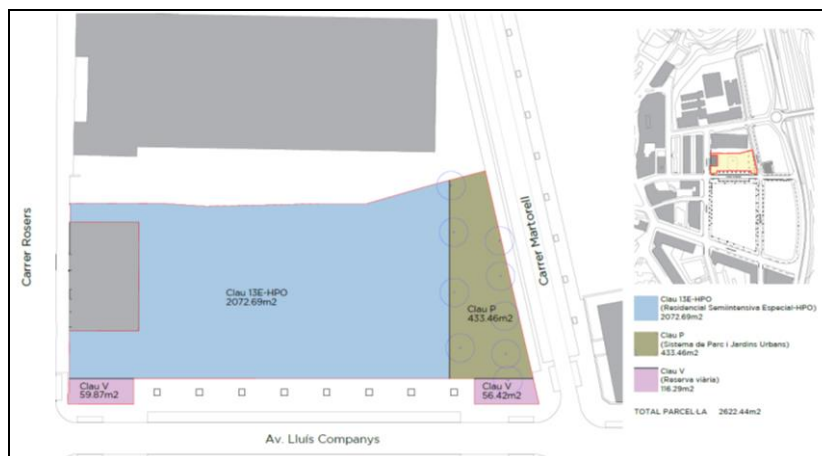 Carrer Rosers
Clau 13E-HPO
2072.69m2
Clau P
433.46m2
Carrer Martorell
Clau V
59.87m2
Clau V
56.42m2
Av. Lluís Companys
Clau 13E-HPO
(Residencial Semiintensiva Especial-HPO)
2072.69m2
Clau P
(Sistema de Parc i Jardins Urbans)
433.46m2
Clau V
(Reserva viària)
116.29m2
TOTAL PARCEL·LA 2622.44m2